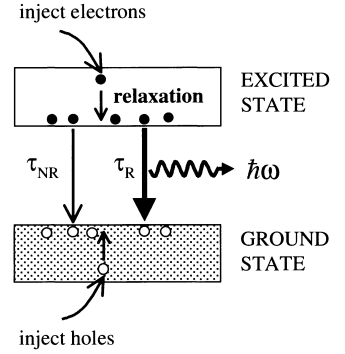 inject electrons
EXCITED
STATE
relaxation
τNR
τR
ħω
GROUND
STATE
inject holes